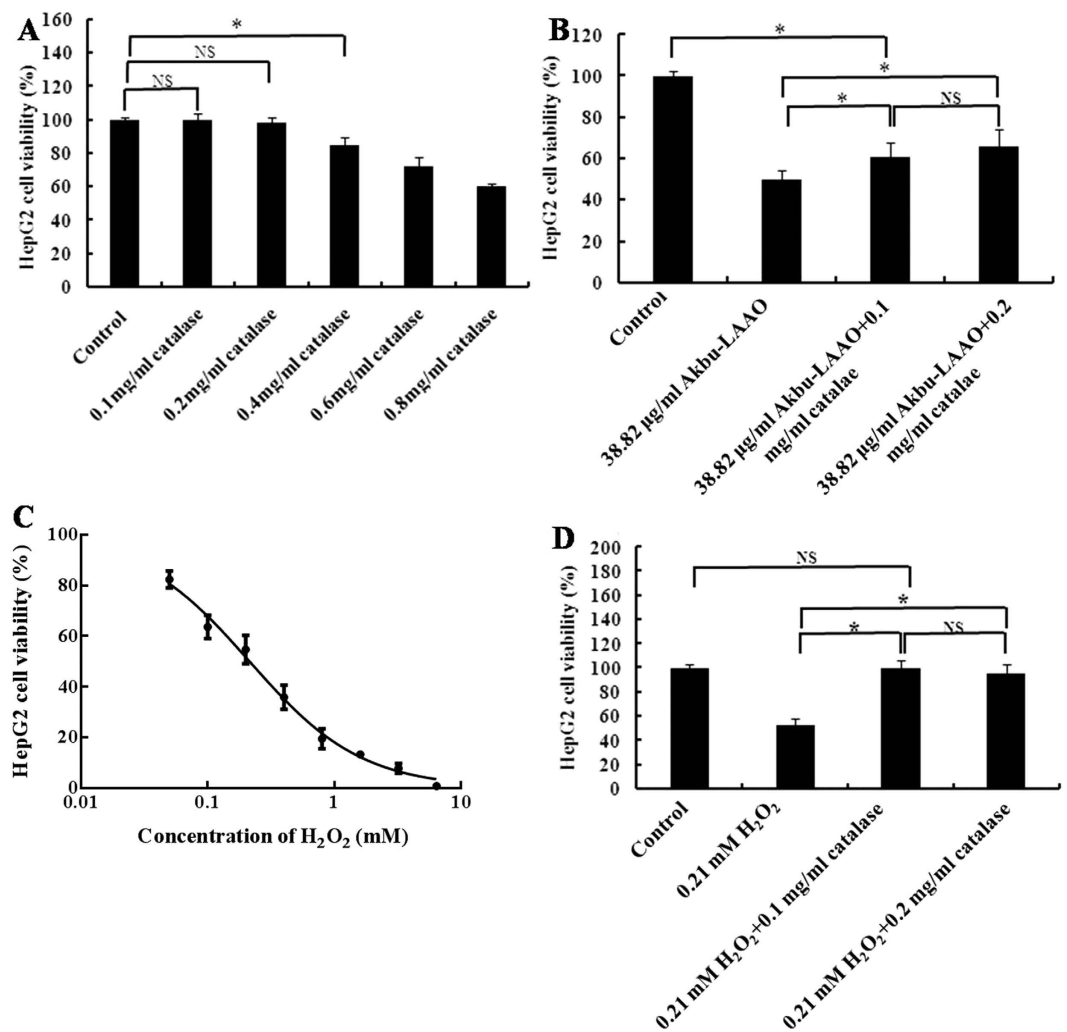 A
HepG2 cell viability (%)
160
140
120
100
80
60
40
20
0
*
NS
NS
Control
0.1mg/ml catalase
0.2mg/ml catalase
0.4mg/ml catalase
0.6mg/ml catalase
0.8mg/ml catalase
B
HepG2 cell viability (%)
120
100
80
60
40
20
0
*
*
*
NS
Control
38.82 μg/ml Akbu-LAAO
38.82 μg/ml Akbu-LAAO+0.1
mg/ml catalae
38.82 μg/ml Akbu-LAAO+0.2
mg/ml catalae
C
HepG2 cell viability (%)
100
80
60
40
20
0
0.01
0.1
1
10
Concentration of H₂O₂ (mM)
D
HepG2 cell viability (%)
200
180
160
140
120
100
80
60
40
20
0
NS
*
*
NS
Control
0.21 mM H₂O₂
0.21 mM H₂O₂+0.1 mg/ml catalase
0.21 mM H₂O₂+0.2 mg/ml catalase